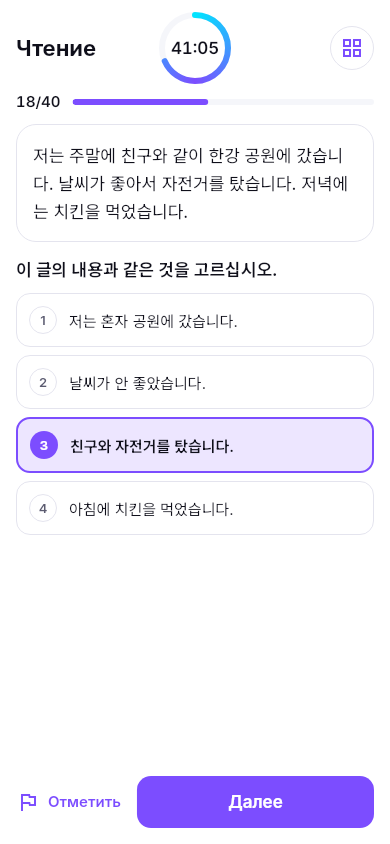 Чтение
41:05
18/40
저는 주말에 친구와 같이 한강 공원에 갔습니
다. 날씨가 좋아서 자전거를 탔습니다. 저녁에
는 치킨을 먹었습니다.
이 글의 내용과 같은 것을 고르십시오.
1 저는 혼자 공원에 갔습니다.
2 날씨가 안 좋았습니다.
3 친구와 자전거를 탔습니다.
4 아침에 치킨을 먹었습니다.
Отметить
Далее